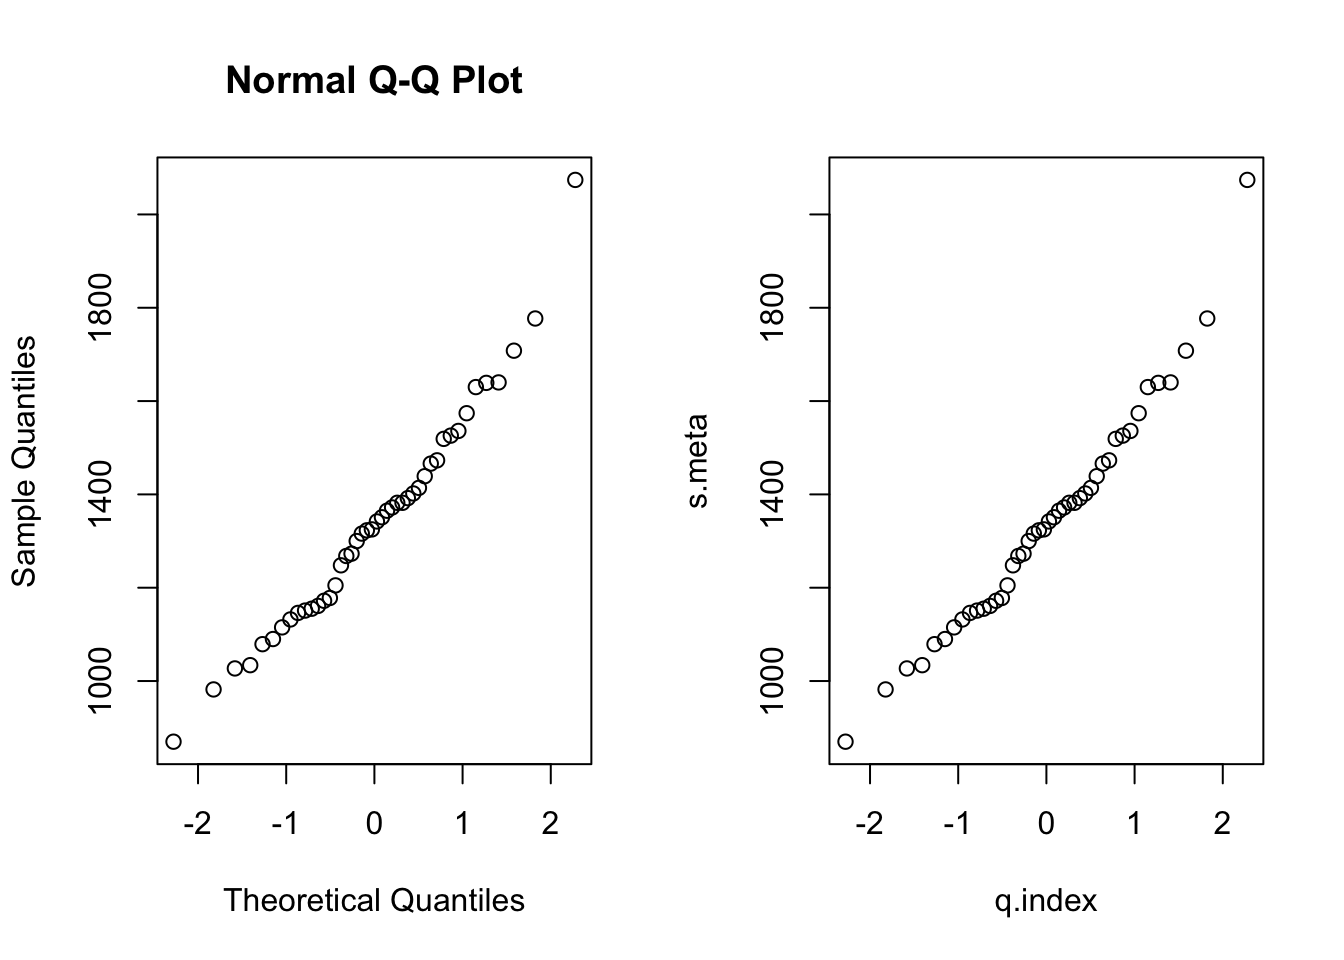 Normal Q-Q Plot
Sample Quantiles
1800
1400
1000
-2 -1 0 1 2
Theoretical Quantiles
s.meta
1800
1400
1000
-2 -1 0 1 2
q.index